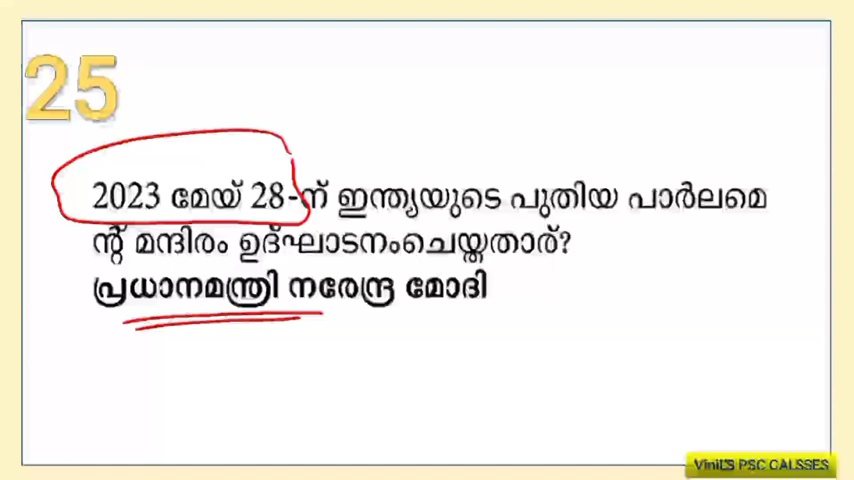 25
2023 മേയ് 28-ന് ഇന്ത്യയുടെ പുതിയ പാർലമെ
ന്റ് മന്ദിരം ഉദ്ഘാടനംചെയ്തതാര്?
പ്രധാനമന്ത്രി നരേന്ദ്ര മോദി
ViniL'S PSC CALSSES